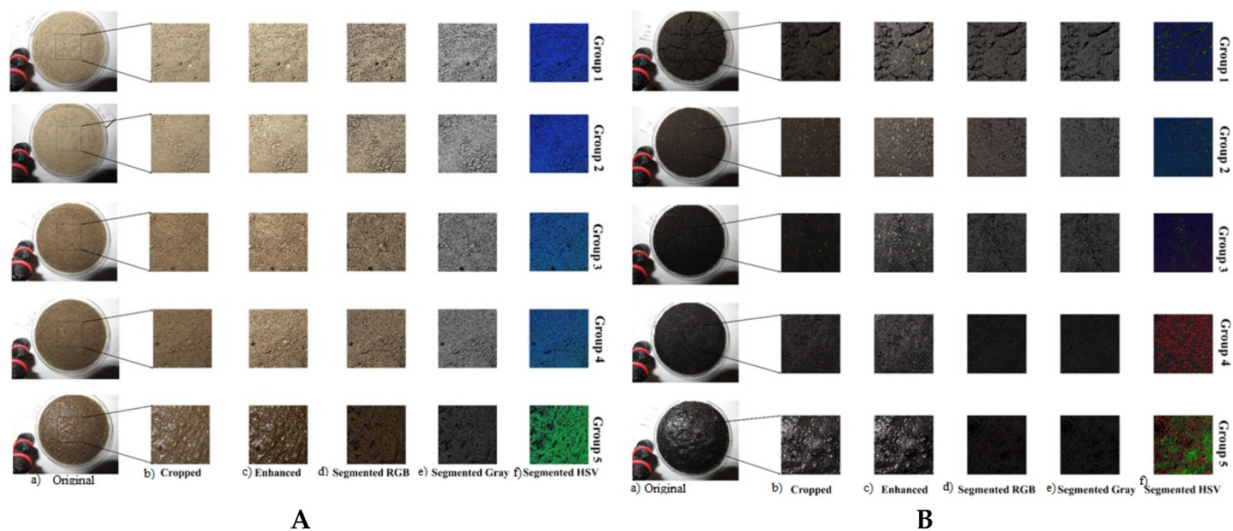 Group 1
Group 2
Group 3
Group 4
Group 5
a) Original
b) Cropped
c) Enhanced
d) Segmented RGB
e) Segmented Gray
f) Segmented HSV
A
Group 1
Group 2
Group 3
Group 4
Group 5
a) Original
b) Cropped
c) Enhanced
d) Segmented RGB
e) Segmented Gray
f) Segmented HSV
B